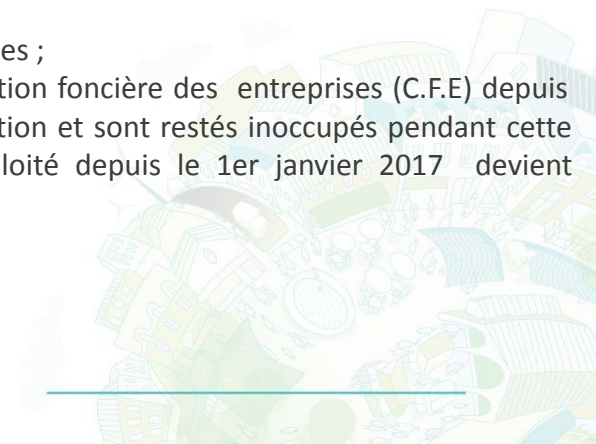 es ;
tion foncière des entreprises (C.F.E) depuis
tion et sont restés inoccupés pendant cette
loité depuis le 1er janvier 2017 devient